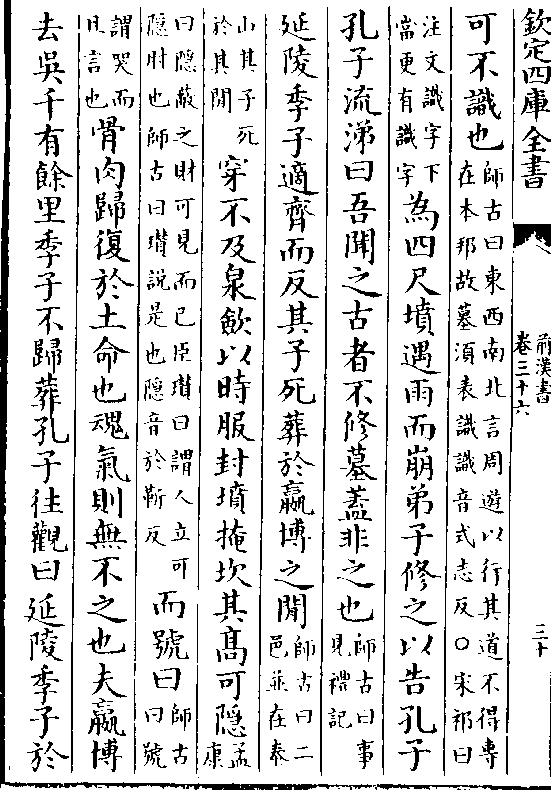 欽定四庫全書
前漢書
卷三十六
三十
可不識也師古曰東西南北言周遊以行其道不得專
在本邦故墓須表識識音式志反○宋祁曰
注文識字下
當更有識字為四尺墳遇雨而崩弟子修之以告孔子
孔子流涕曰吾聞之古者不修墓蓋非之也師古曰事
見禮記
延陵季子適齊而反其子死葬於嬴博之間師古曰二
邑並在泰
山其子死
於其間穿不及泉斂以時服封墳掩坎其髙可隱孟
康
曰隱蔽之財可見而已臣瓉曰謂人立可
隱肘也師古曰瓉說是也隱音於靳反而號曰師古
曰號
謂哭而
且言也骨肉歸復於土命也魂氣則無不之也夫嬴博
去吳千有餘里季子不歸葬孔子往觀曰延陵季子於